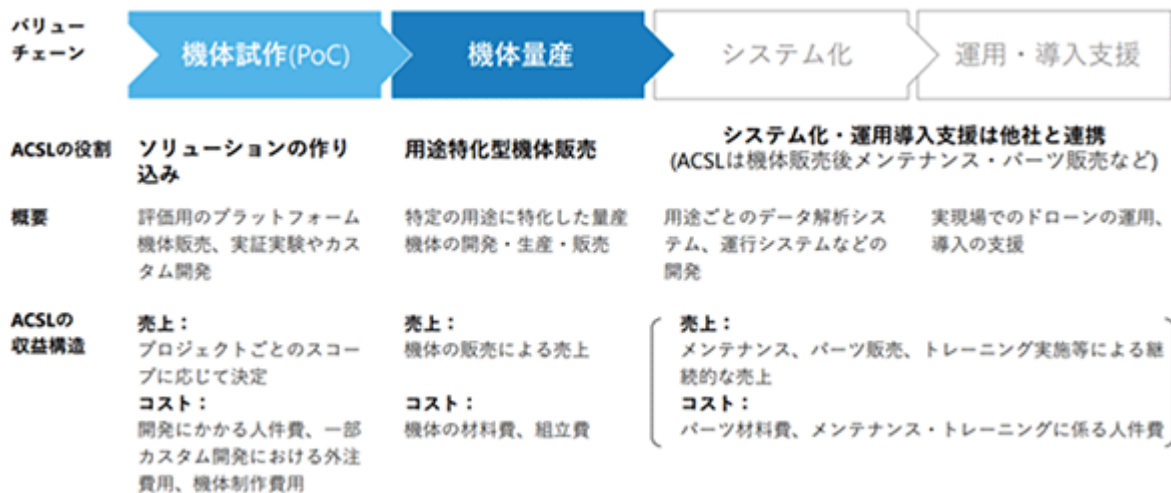 バリュー
チェーン
機体試作(PoC)
機体量産
システム化
運用・導入支援
ACSLの役割
ソリューションの作り
込み
用途特化型機体販売
システム化・運用導入支援は他社と連携
(ACSLは機体販売後メンテナンス・パーツ販売など)
概要
評価用のプラットフォーム
機体販売、実証実験やカス
タム開発
特定の用途に特化した量産
機体の開発・生産・販売
用途ごとのデータ解析シス
テム、運行システムなどの
開発
実現場でのドローンの運用、
導入の支援
ACSLの
収益構造
売上：
プロジェクトごとのスコー
プに応じて決定
コスト：
開発にかかる人件費、一部
カスタム開発における外注
費用、機体制作費用
売上：
機体の販売による売上
コスト：
機体の材料費、組立費
売上：
メンテナンス、パーツ販売、トレーニング実施等による継
続的な売上
コスト：
パーツ材料費、メンテナンス・トレーニングに係る人件費